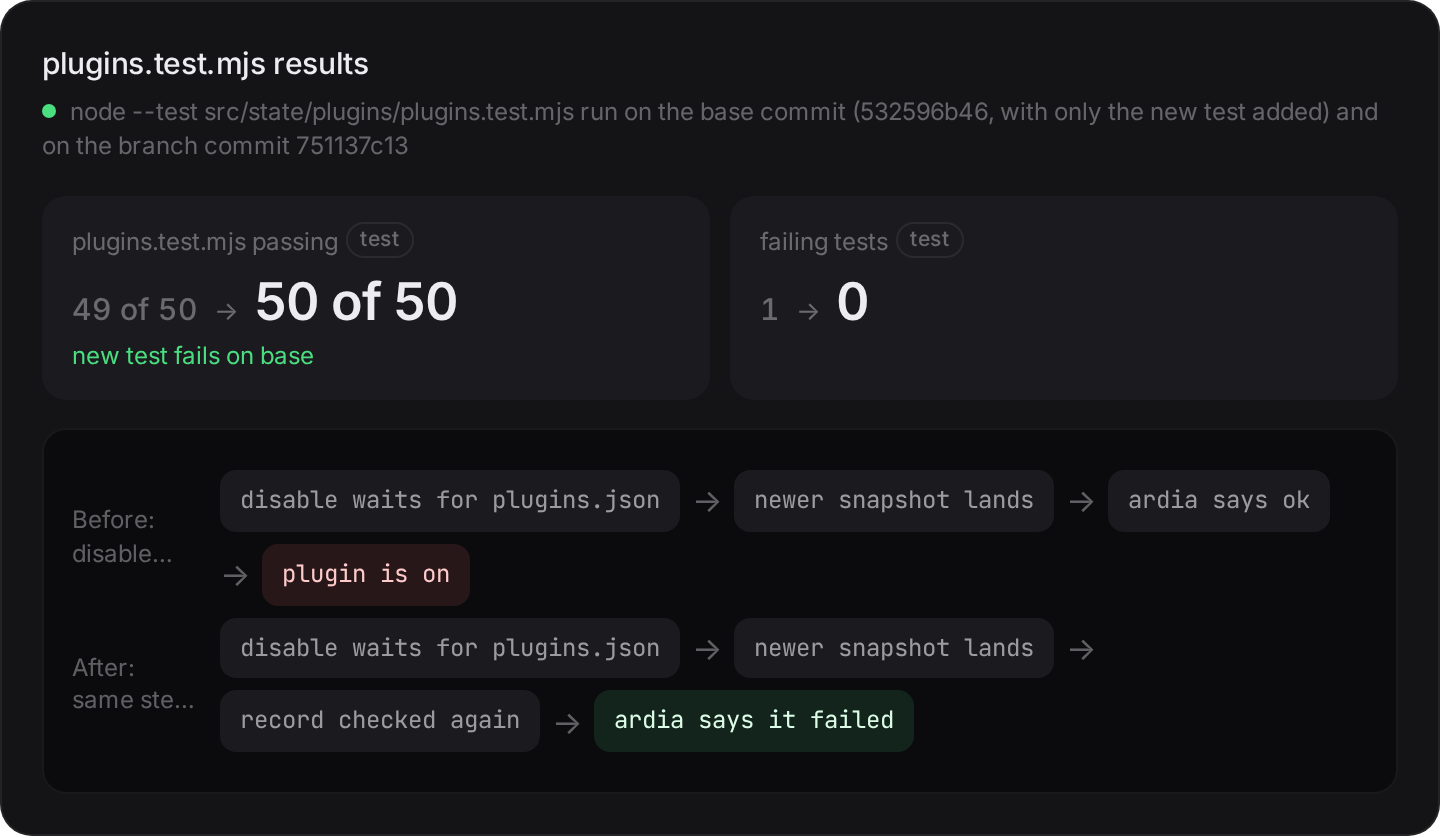 plugins.test.mjs results
node --test src/state/plugins/plugins.test.mjs run on the base commit (532596b46, with only the new test added) and
on the branch commit 751137c13
plugins.test.mjs passing test
49 of 50 → 50 of 50
new test fails on base
failing tests test
1 → 0
Before:
disable...
disable waits for plugins.json → newer snapshot lands → ardia says ok
→ plugin is on
After:
same ste...
disable waits for plugins.json → newer snapshot lands →
record checked again → ardia says it failed